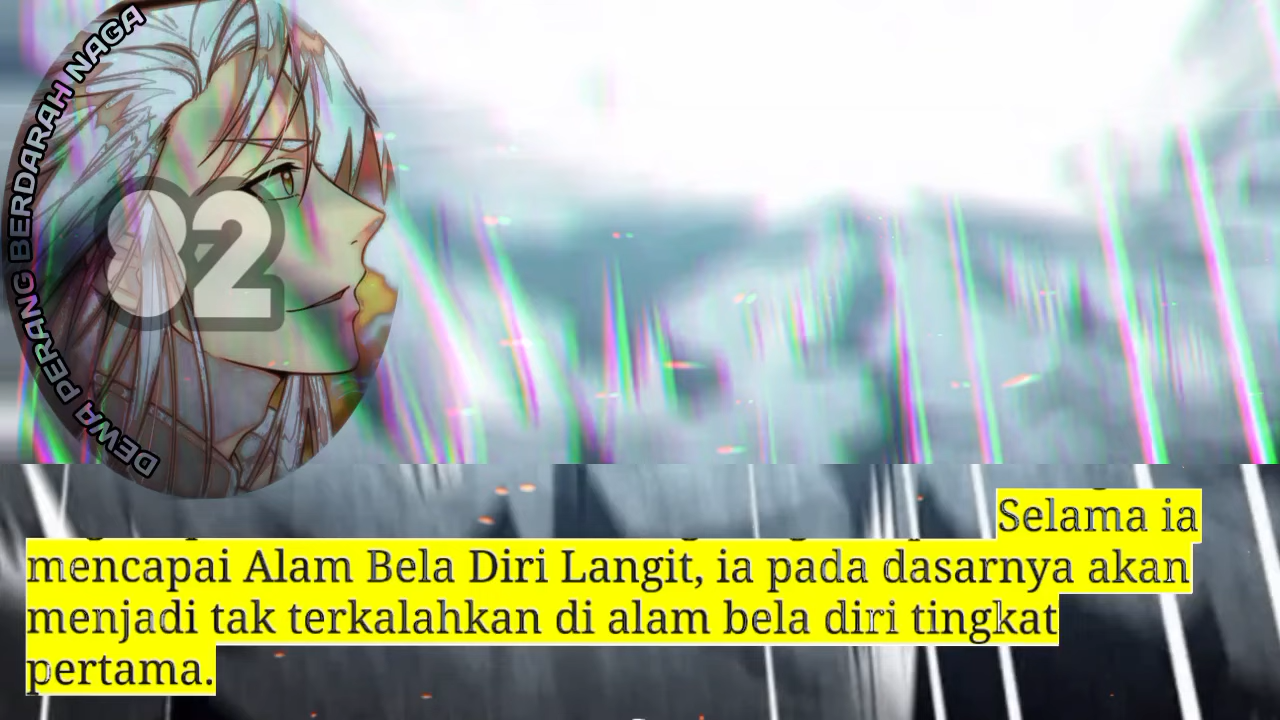 DEWA PERANG BERDARAH NAGA
82
Selama ia
mencapai Alam Bela Diri Langit, ia pada dasarnya akan
menjadi tak terkalahkan di alam bela diri tingkat
pertama.